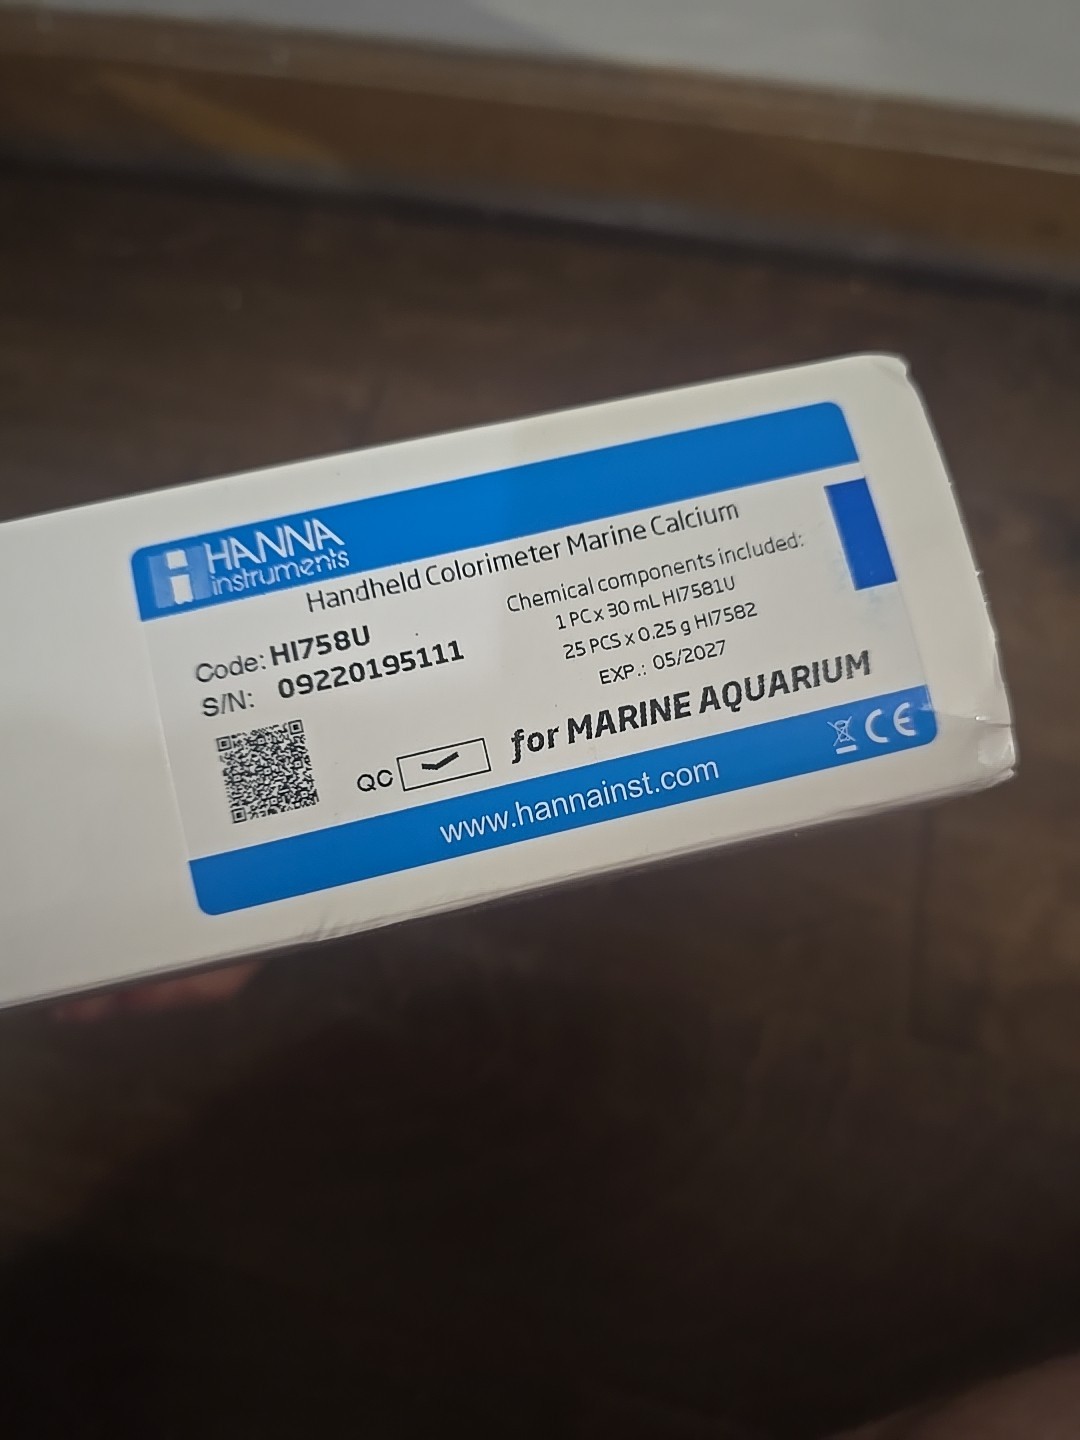 HANNA
instruments
Handheld Colorimeter Marine Calcium
Code: HI758U
S/N: 09220195111
Chemical components included:
1 PC x 30 mL HI7581U
25 PCS x 0.25 g HI7582
EXP.: 05/2027
QC
for MARINE AQUARIUM
CE
www.hannainst.com